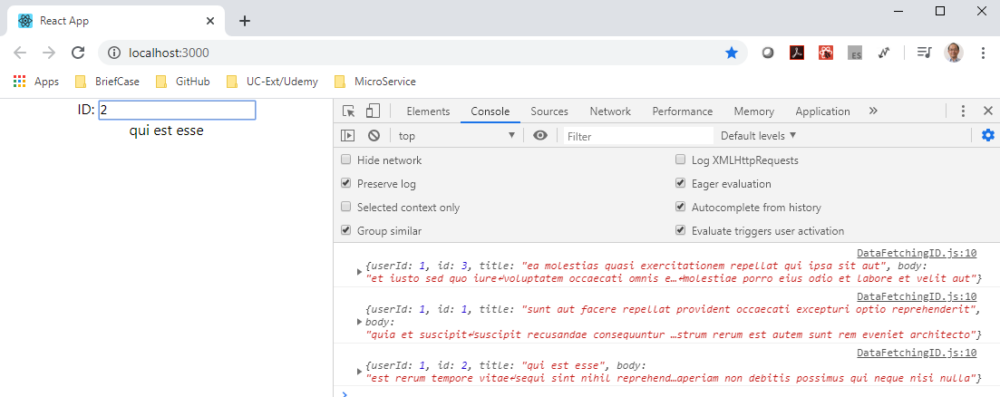 React App
localhost:3000
ES
Apps BriefCase GitHub UC-Ext/Udemy MicroService
ID: 2
qui est esse
Elements Console Sources Network Performance Memory Application »
top Filter Default levels
Hide network
Log XMLHttpRequests
Preserve log
Eager evaluation
Selected context only
Autocomplete from history
Group similar
Evaluate triggers user activation
DataFetchingID.js:10
{userId: 1, id: 3, title: "ea molestias quasi exercitationem repellat qui ipsa sit aut", body:
"et iusto sed quo iure↵voluptatem occaecati omnis e…↵molestiae porro eius odio et labore et velit aut"}
DataFetchingID.js:10
{userId: 1, id: 1, title: "sunt aut facere repellat provident occaecati excepturi optio reprehenderit",
body:
"quia et suscipit↵suscipit recusandae consequuntur …strum rerum est autem sunt rem eveniet architecto"}
DataFetchingID.js:10
{userId: 1, id: 2, title: "qui est esse", body:
"est rerum tempore vitae↵sequi sint nihil reprehend…aperiam non debitis possimus qui neque nisi nulla"}